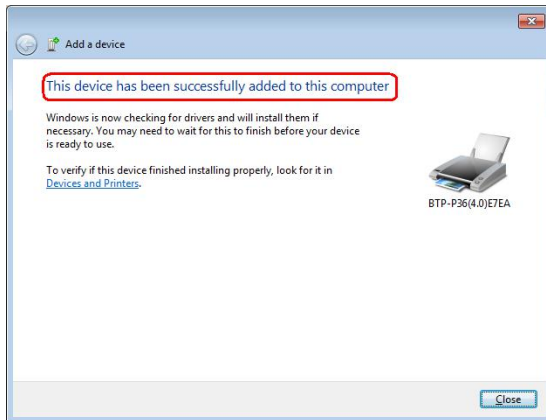 Add a device
This device has been successfully added to this computer
Windows is now checking for drivers and will install them if
necessary. You may need to wait for this to finish before your device
is ready to use.
To verify if this device finished installing properly, look for it in
Devices and Printers.
BTP-P36(4.0)E7EA
Close